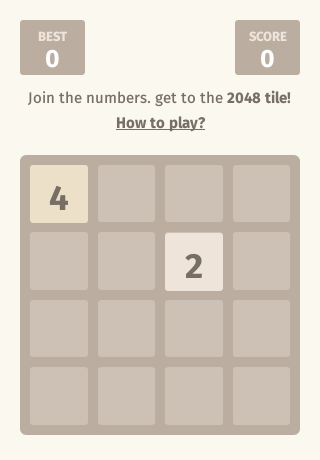 BEST
0
SCORE
0
Join the numbers. get to the 2048 tile!
How to play?
4
2